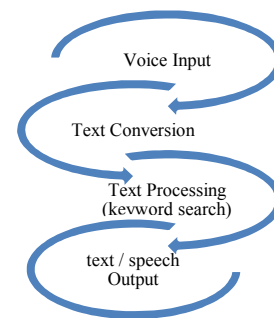 Voice Input
Text Conversion
Text Processing
(keyword search)
text / speech
Output